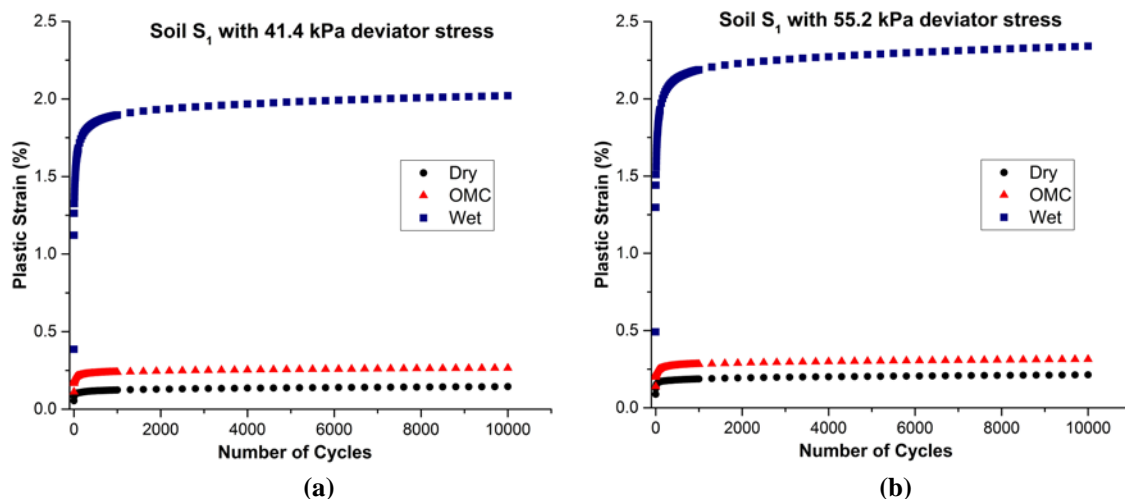 Soil S₁ with 41.4 kPa deviator stress
2.5
2.0
1.5
1.0
0.5
0.0
Plastic Strain (%)
Dry
OMC
Wet
0 2000 4000 6000 8000 10000
Number of Cycles
(a)
Soil S₁ with 55.2 kPa deviator stress
2.5
2.0
1.5
1.0
0.5
0.0
Plastic Strain (%)
Dry
OMC
Wet
0 2000 4000 6000 8000 10000
Number of Cycles
(b)